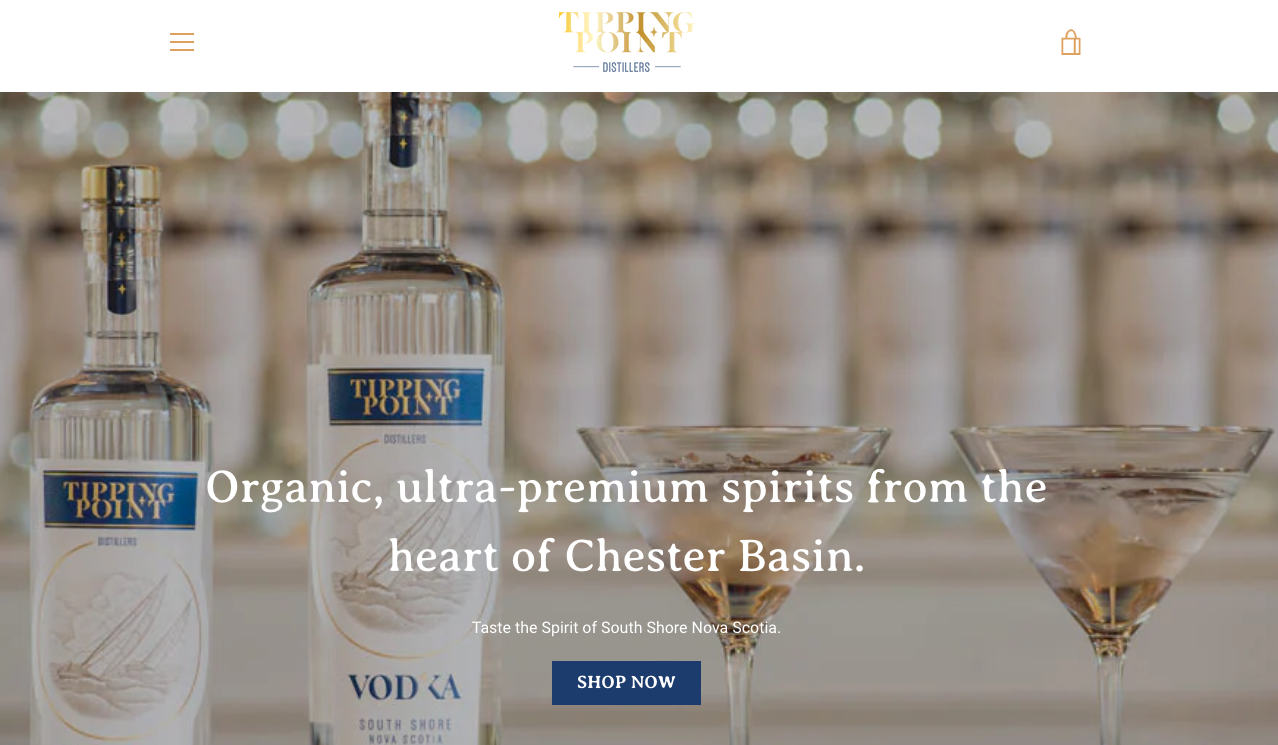 TIPPING
POINT
DISTILLERS
TIPPING
POINT
DISTILLERS
TIPPING
POINT
DISTILLERS
Organic, ultra-premium spirits from the
heart of Chester Basin.
Taste the Spirit of South Shore Nova Scotia.
VODKA
SHOP NOW
SOUTH SHORE
NOVA SCOTIA